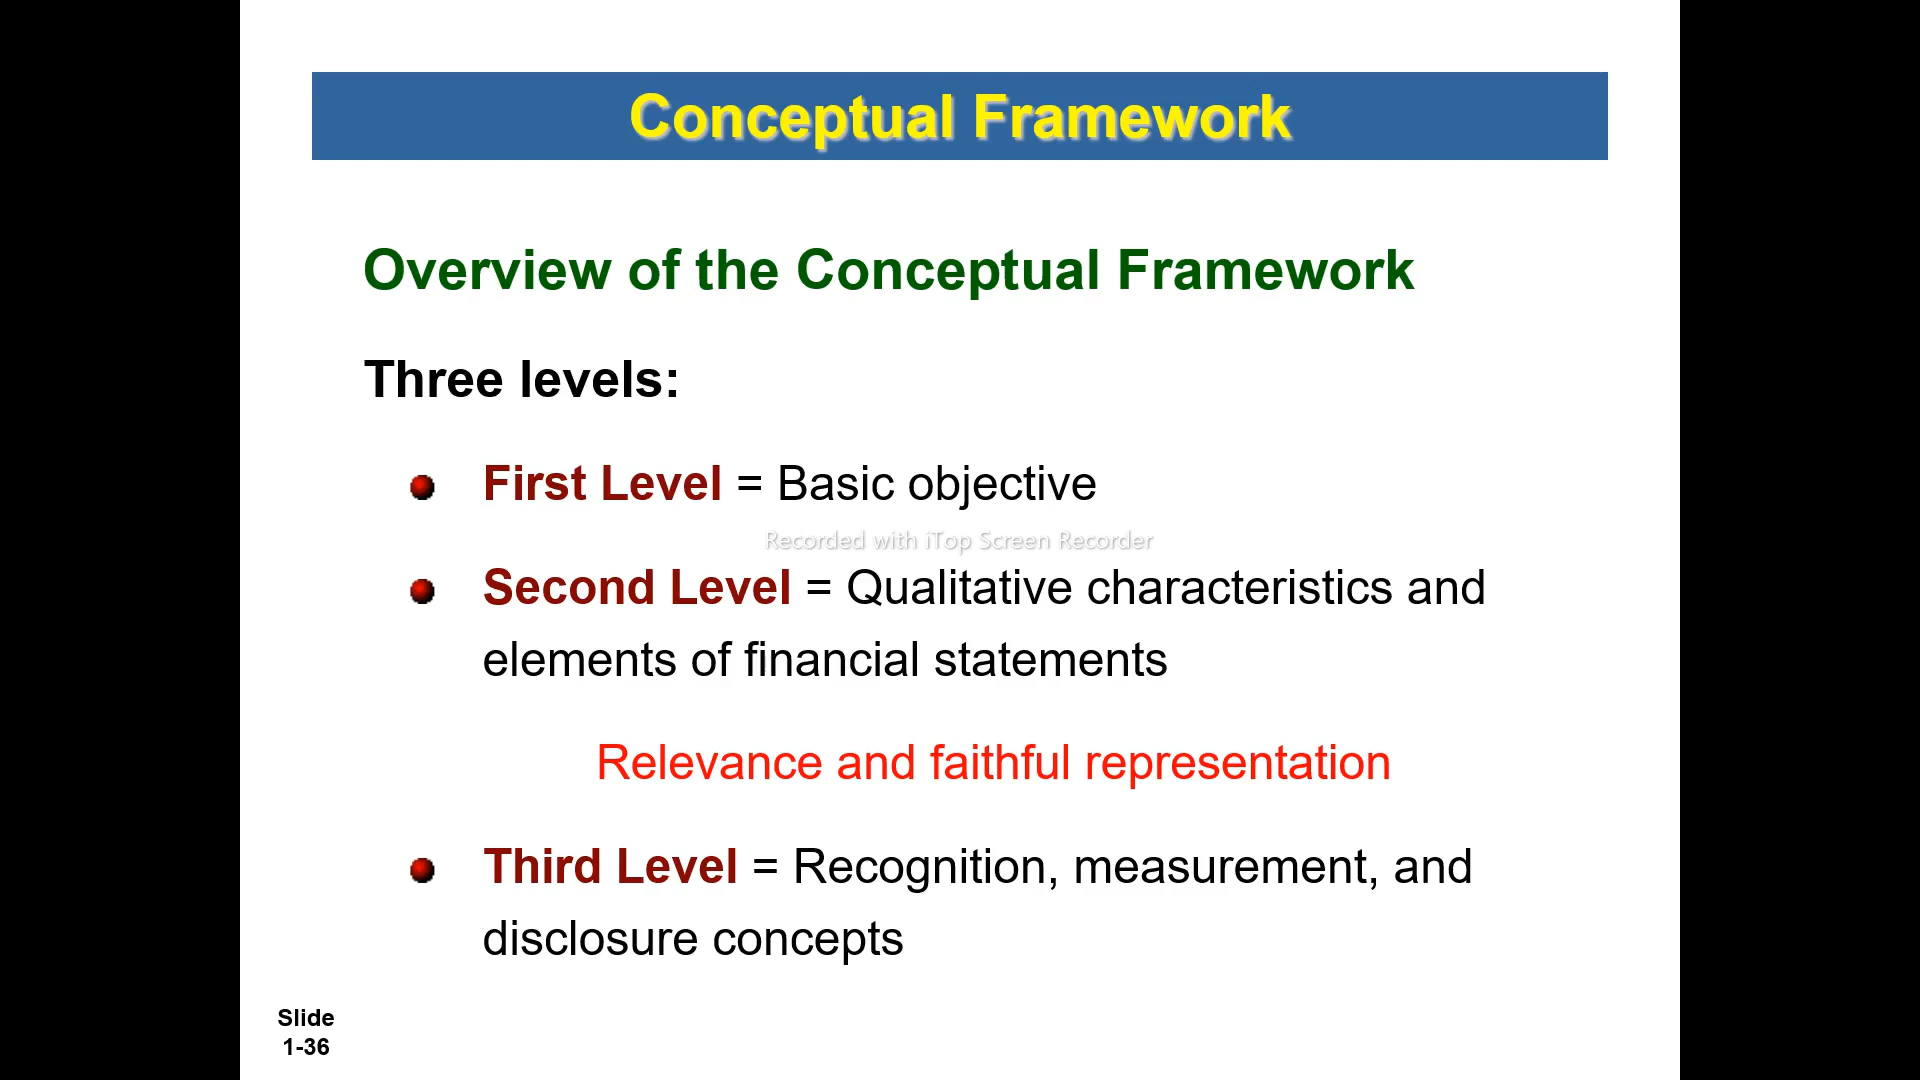 Conceptual Framework
Overview of the Conceptual Framework
Three levels:
First Level = Basic objective
Recorded with iTop Screen Recorder
Second Level = Qualitative characteristics and
elements of financial statements
Relevance and faithful representation
Third Level = Recognition, measurement, and
disclosure concepts
Slide
1-36